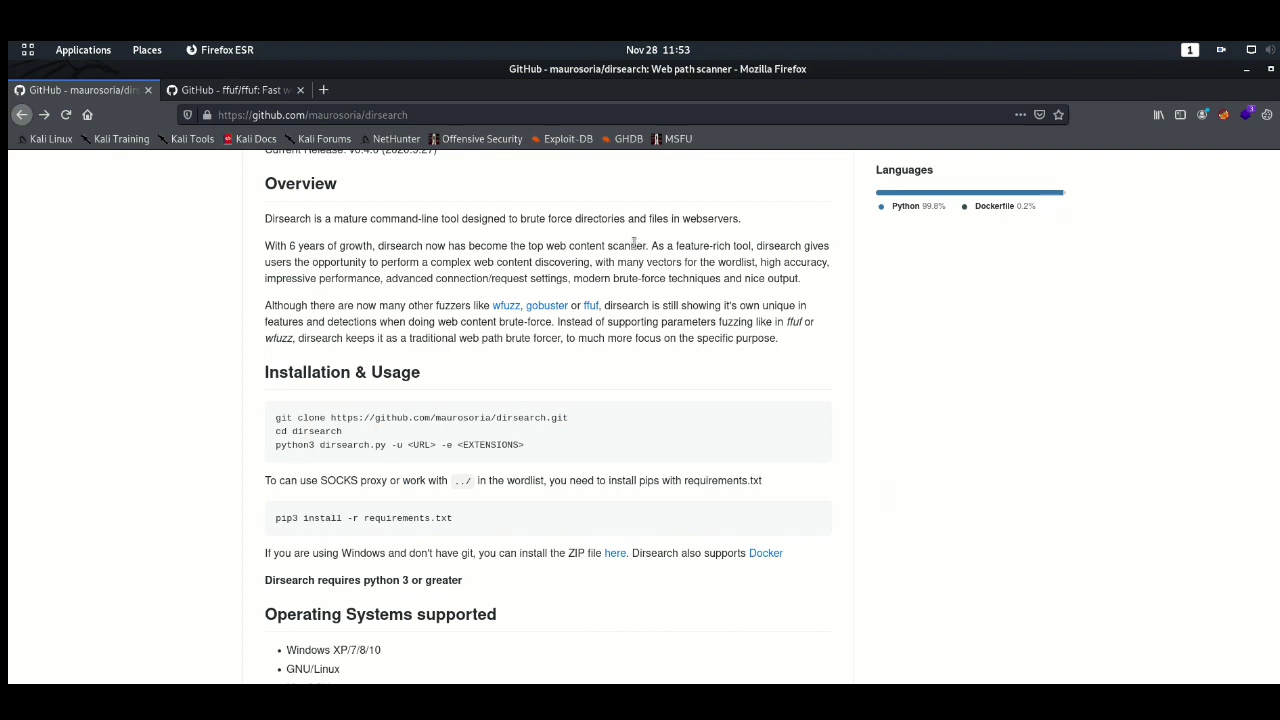 Applications Places Firefox ESR Nov 28 11:53 1
GitHub - maurosoria/dirsearch: Web path scanner - Mozilla Firefox
GitHub - maurosoria/dirs GitHub - ffuf/ffuf: Fast w
https://github.com/maurosoria/dirsearch 3
Kali Linux Kali Training Kali Tools Kali Docs Kali Forums NetHunter Offensive Security Exploit-DB GHDB MSFU
Current Release: v0.4.0 (2020.9.27)
Overview
Dirsearch is a mature command-line tool designed to brute force directories and files in webservers.
With 6 years of growth, dirsearch now has become the top web content scanner. As a feature-rich tool, dirsearch gives
users the opportunity to perform a complex web content discovering, with many vectors for the wordlist, high accuracy,
impressive performance, advanced connection/request settings, modern brute-force techniques and nice output.
Although there are now many other fuzzers like wfuzz, gobuster or ffuf, dirsearch is still showing it's own unique in
features and detections when doing web content brute-force. Instead of supporting parameters fuzzing like in ffuf or
wfuzz, dirsearch keeps it as a traditional web path brute forcer, to much more focus on the specific purpose.
Installation & Usage
git clone https://github.com/maurosoria/dirsearch.git
cd dirsearch
python3 dirsearch.py -u <URL> -e <EXTENSIONS>
To can use SOCKS proxy or work with ../ in the wordlist, you need to install pips with requirements.txt
pip3 install -r requirements.txt
If you are using Windows and don't have git, you can install the ZIP file here. Dirsearch also supports Docker
Dirsearch requires python 3 or greater
Operating Systems supported
Windows XP/7/8/10
GNU/Linux
Languages
Python 99.8% Dockerfile 0.2%